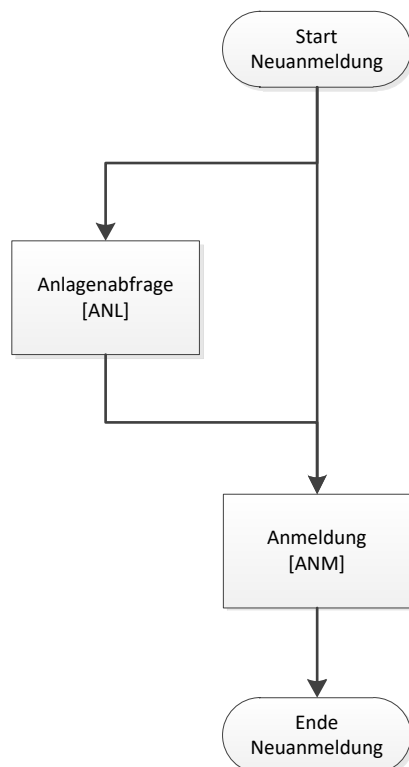 Start
Neuanmeldung
Anlagenabfrage
[ANL]
Anmeldung
[ANM]
Ende
Neuanmeldung